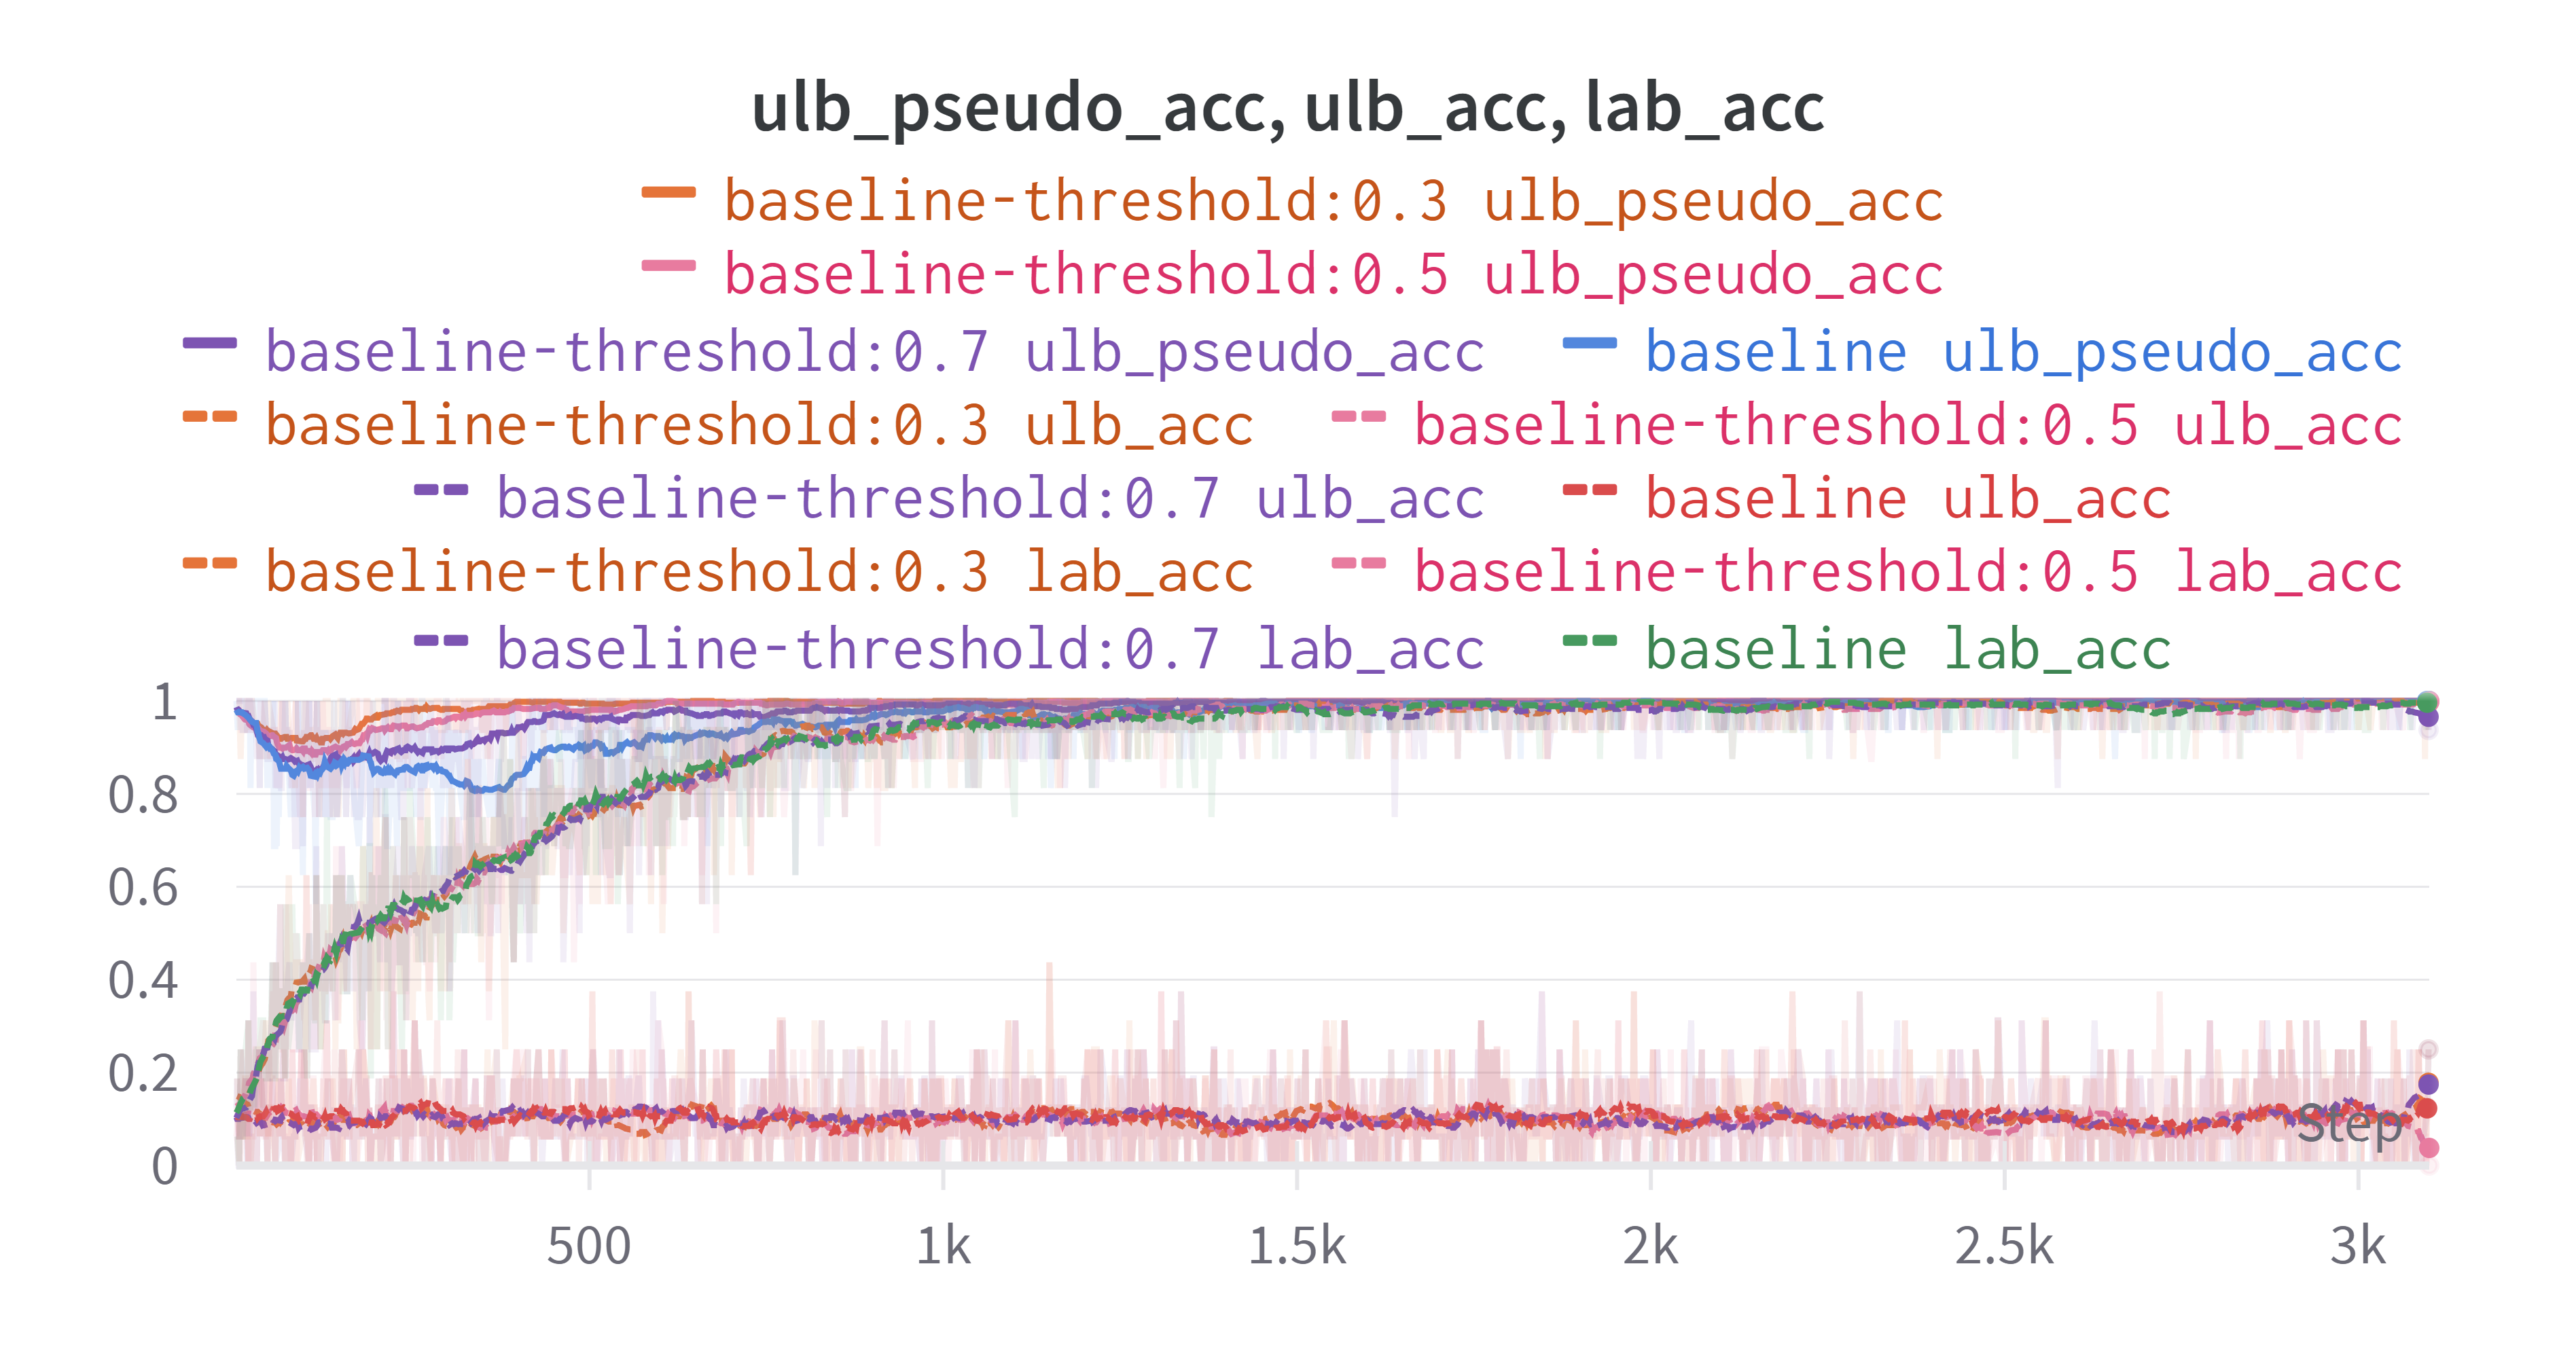 ulb_pseudo_acc, ulb_acc, lab_acc
baseline-threshold:0.3 ulb_pseudo_acc
baseline-threshold:0.5 ulb_pseudo_acc
baseline-threshold:0.7 ulb_pseudo_acc baseline ulb_pseudo_acc
baseline-threshold:0.3 ulb_acc baseline-threshold:0.5 ulb_acc
baseline-threshold:0.7 ulb_acc baseline ulb_acc
baseline-threshold:0.3 lab_acc baseline-threshold:0.5 lab_acc
baseline-threshold:0.7 lab_acc baseline lab_acc
1
0.8
0.6
0.4
0.2
Step
0
500 1k 1.5k 2k 2.5k 3k